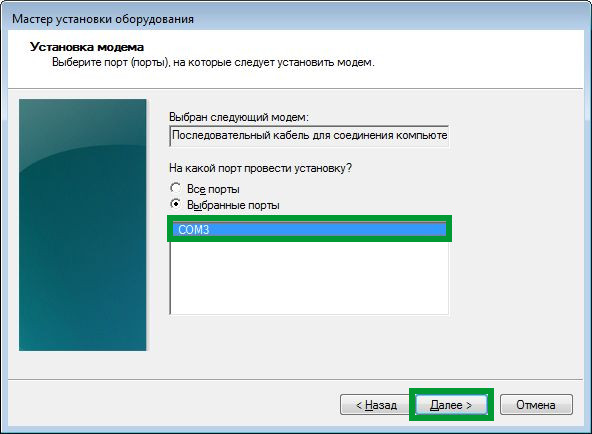 Мастер установки оборудования
Установка модема
Выберите порт (порты), на которые следует установить модем.
Выбран следующий модем:
Последовательный кабель для соединения компьюте
На какой порт провести установку?
Все порты
Выбранные порты
COM3
< Назад
Далее >
Отмена